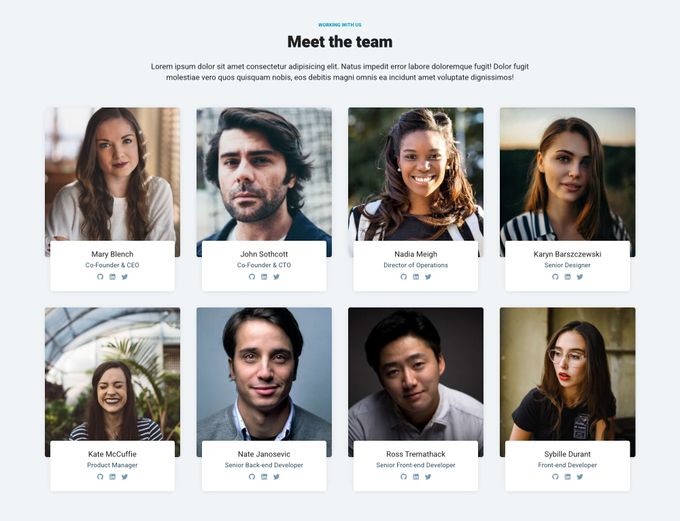 WORKING WITH US
Meet the team
Lorem ipsum dolor sit amet consectetur adipisicing elit. Natus impedit error labore doloremque fugit! Dolor fugit
molestiae vero quos quisquam nobis, eos debitis magni omnis ea incidunt amet voluptate dignissimos!
Mary Blench
Co-Founder & CEO
John Sothcott
Co-Founder & CTO
Nadia Meigh
Director of Operations
Karyn Barszczewski
Senior Designer
Kate McCuffie
Product Manager
Nate Janosevic
Senior Back-end Developer
Ross Tremathack
Senior Front-end Developer
Sybille Durant
Front-end Developer